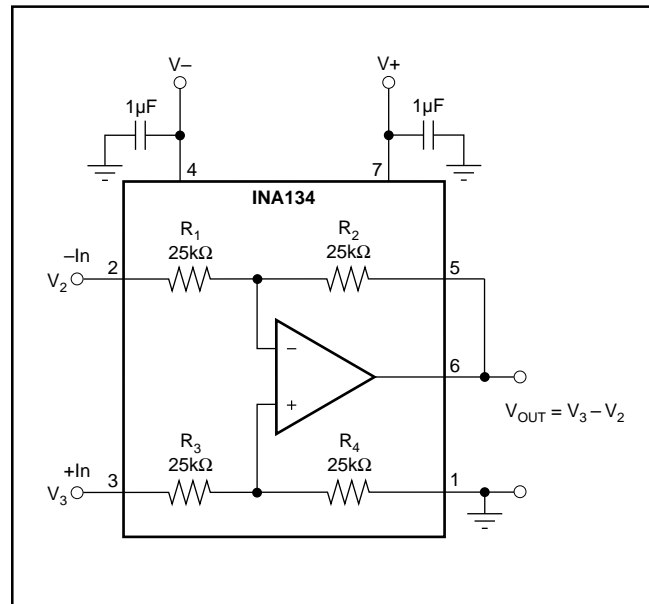 V–
V+
1µF
1µF
4
7
INA134
R1
R2
25kΩ
25kΩ
–In
2
5
V2
–
6
+
VOUT = V3 – V2
R3
R4
+In
25kΩ
25kΩ
3
1
V3